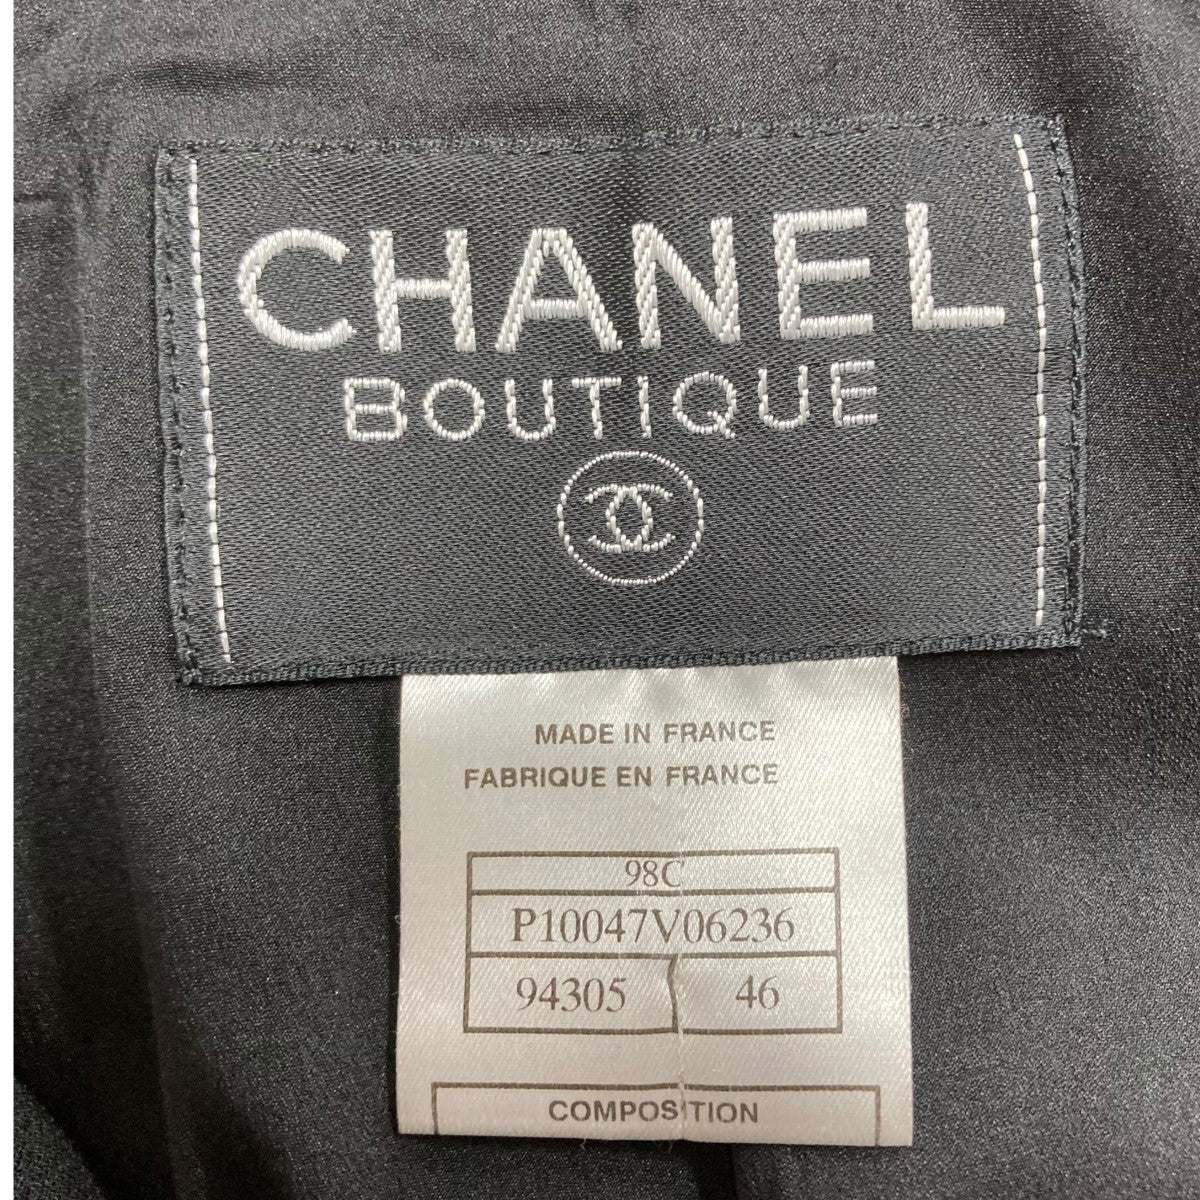 CHANEL
BOUTIQUE
MADE IN FRANCE
FABRIQUE EN FRANCE
98C
P10047V06236
94305 46
COMPOSITION